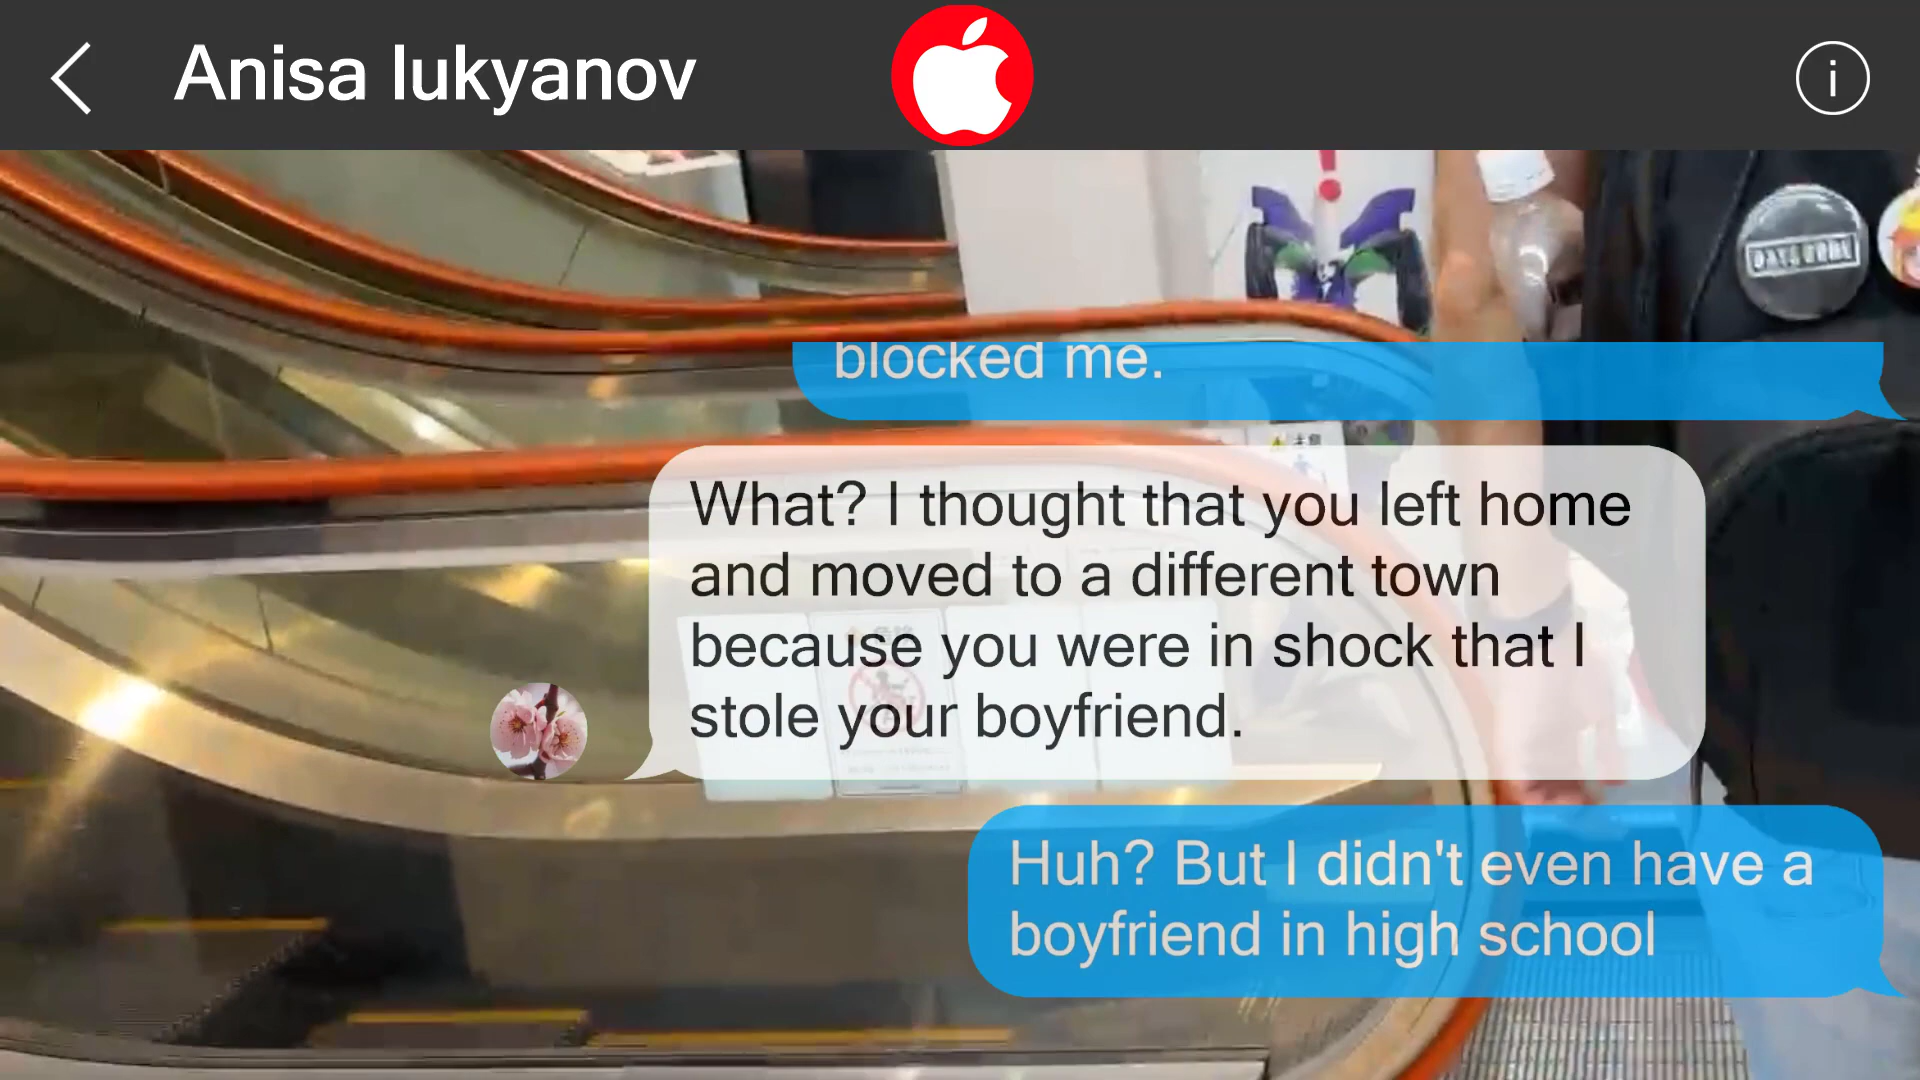 Anisa lukyanov
i
blocked me.
What? I thought that you left home
and moved to a different town
because you were in shock that I
stole your boyfriend.
Huh? But I didn't even have a
boyfriend in high school